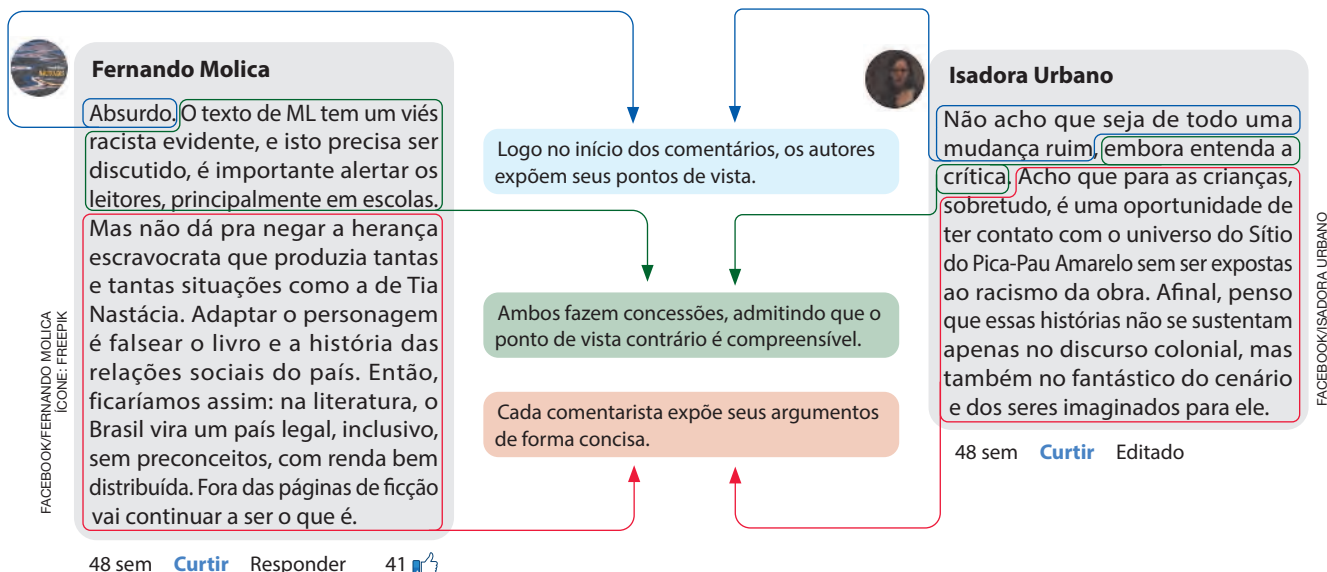 Fernando Molica
Absurdo. O texto de ML tem um viés
racista evidente, e isto precisa ser
discutido, é importante alertar os
leitores, principalmente em escolas.
Mas não dá pra negar a herança
escravocrata que produzia tantas
e tantas situações como a de Tia
Nastácia. Adaptar o personagem
é falsear o livro e a história das
relações sociais do país. Então,
ficaríamos assim: na literatura, o
Brasil vira um país legal, inclusivo,
sem preconceitos, com renda bem
distribuída. Fora das páginas de ficção
vai continuar a ser o que é.
48 sem Curtir Responder 41
FACEBOOK/FERNANDO MOLICA
ÍCONE: FREEPIK
Logo no início dos comentários, os autores
expõem seus pontos de vista.
Ambos fazem concessões, admitindo que o
ponto de vista contrário é compreensível.
Cada comentarista expõe seus argumentos
de forma concisa.
Isadora Urbano
Não acho que seja de todo uma
mudança ruim, embora entenda a
crítica. Acho que para as crianças,
sobretudo, é uma oportunidade de
ter contato com o universo do Sítio
do Pica-Pau Amarelo sem ser expostas
ao racismo da obra. Afinal, penso
que essas histórias não se sustentam
apenas no discurso colonial, mas
também no fantástico do cenário
e dos seres imaginados para ele.
48 sem Curtir Editado
FACEBOOK/ISADORA URBANO